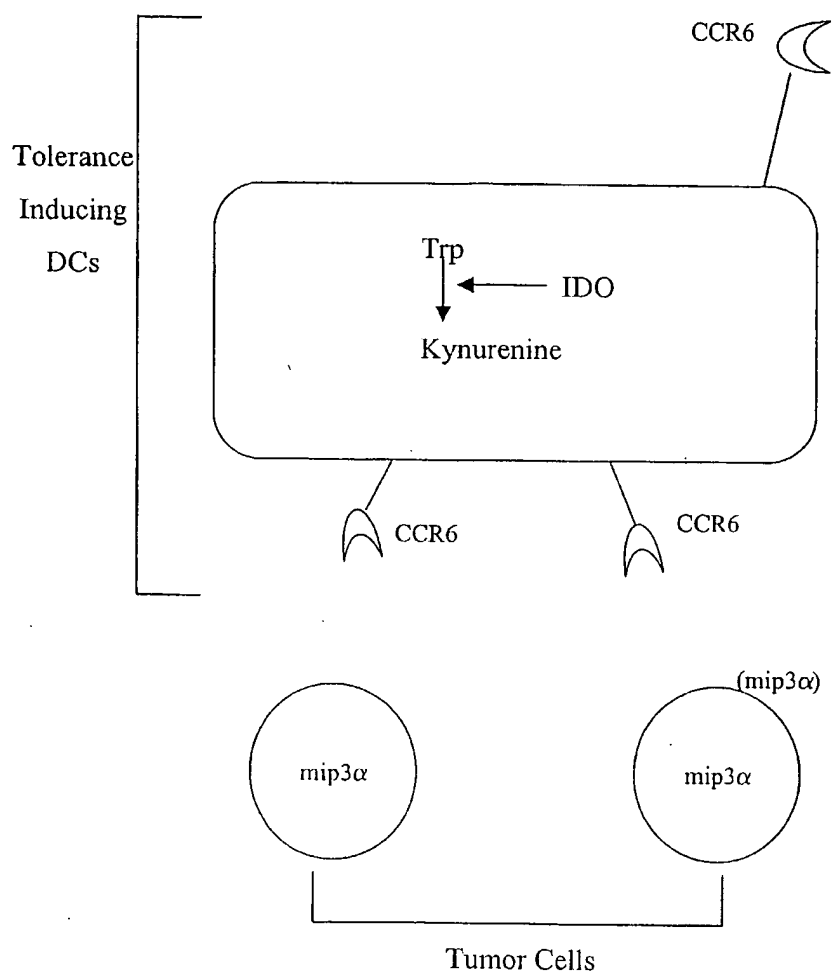 CCR6
Tolerance
Inducing
DCs
Trp
IDO
Kynurenine
CCR6
CCR6
(mip3α)
mip3α
mip3α
Tumor Cells